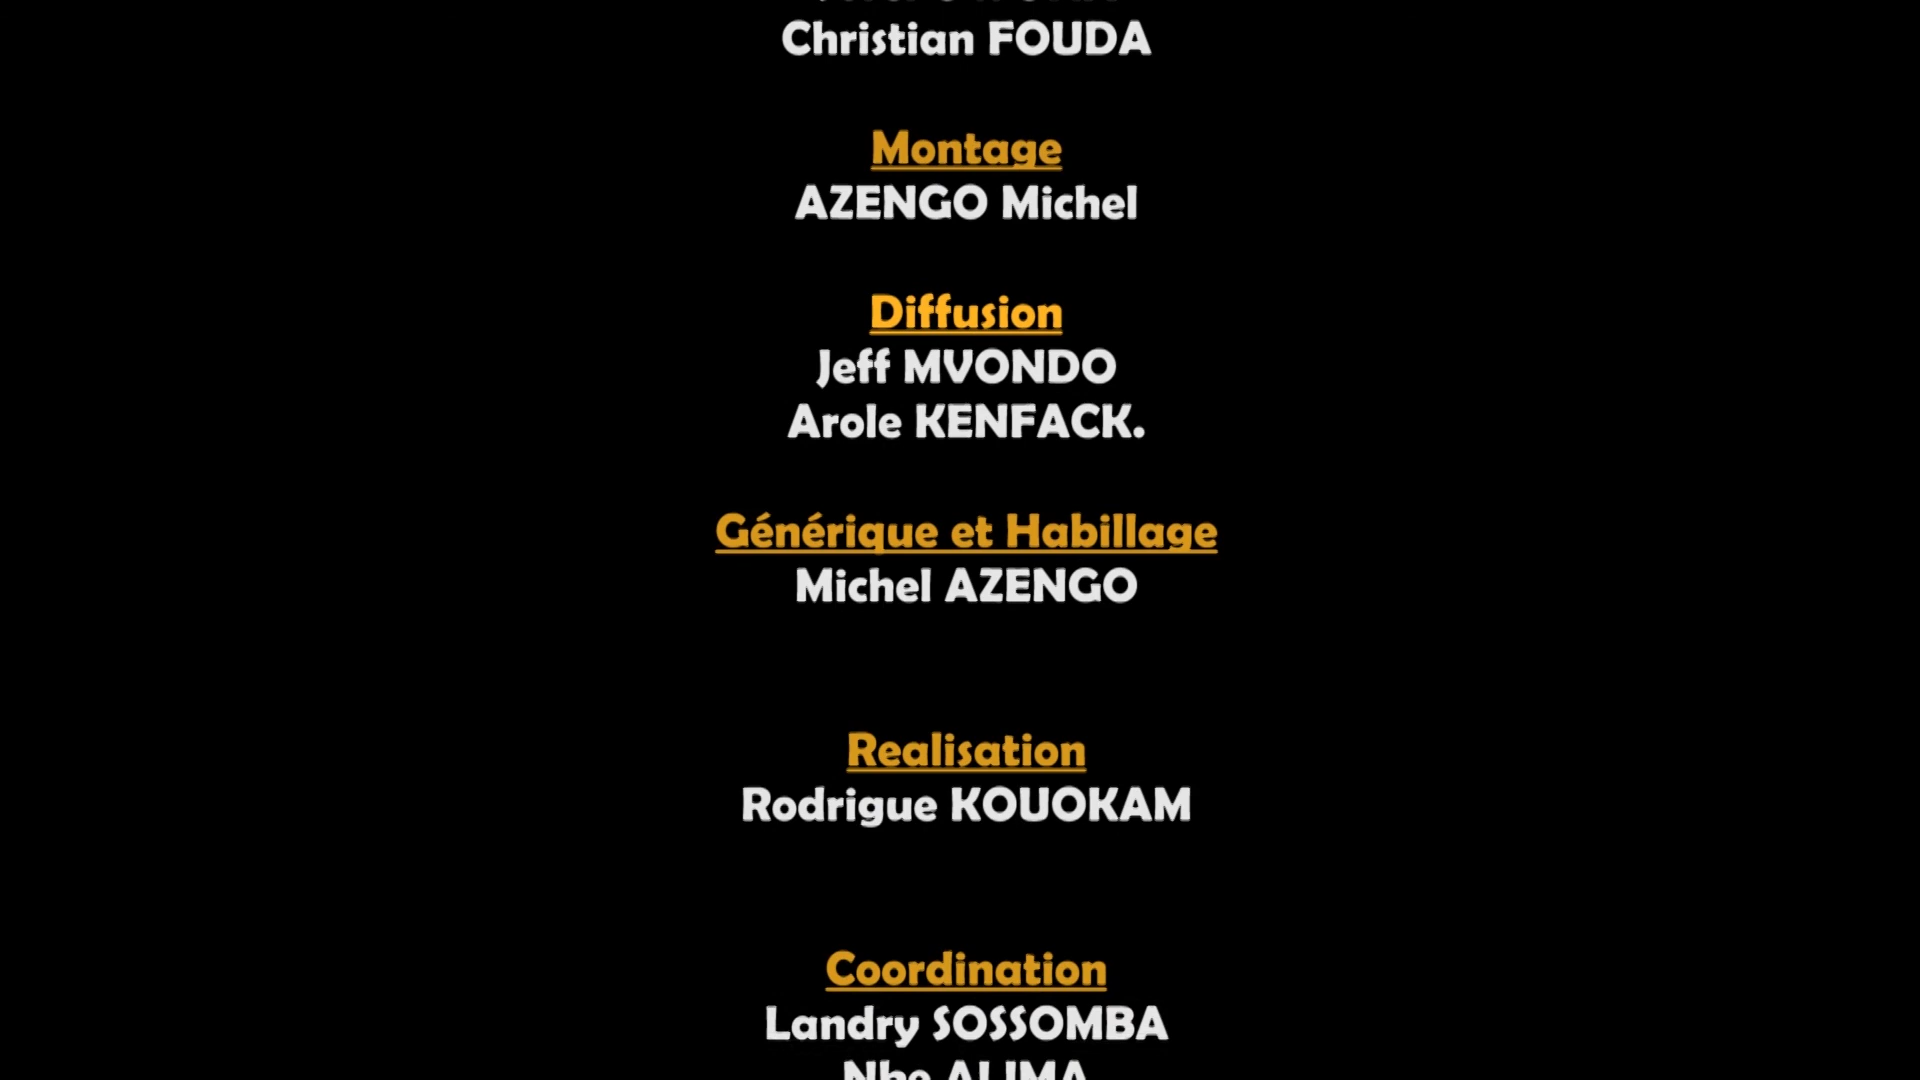 Christian FOUDA
Montage
AZENGO Michel
Diffusion
Jeff MVONDO
Arole KENFACK.
Générique et Habillage
Michel AZENGO
Realisation
Rodrigue KOUOKAM
Coordination
Landry SOSSOMBA
ALIMA